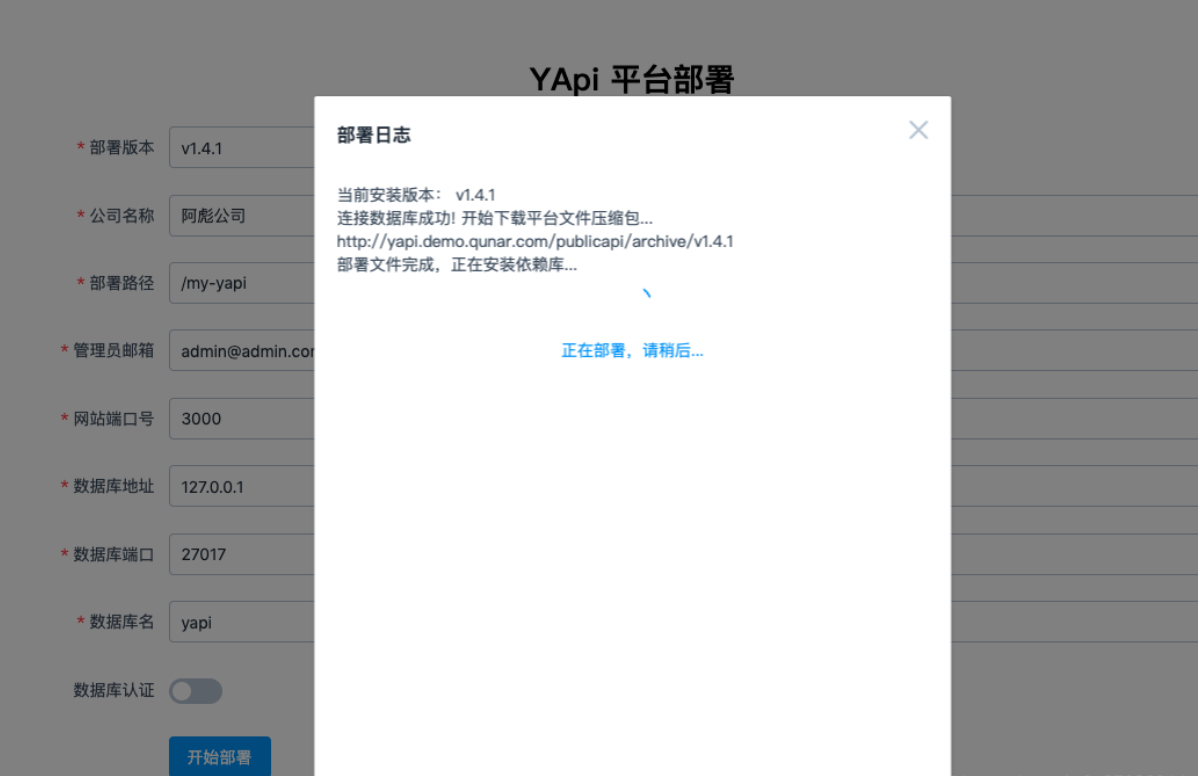 YApi 平台部署
* 部署版本 v1.4.1
* 公司名称 阿彪公司
* 部署路径 /my-yapi
* 管理员邮箱 admin@admin.cor
* 网站端口号 3000
* 数据库地址 127.0.0.1
* 数据库端口 27017
* 数据库名 yapi
数据库认证
开始部署
部署日志
当前安装版本： v1.4.1
连接数据库成功! 开始下载平台文件压缩包...
http://yapi.demo.qunar.com/publicapi/archive/v1.4.1
部署文件完成，正在安装依赖库...
正在部署，请稍后...